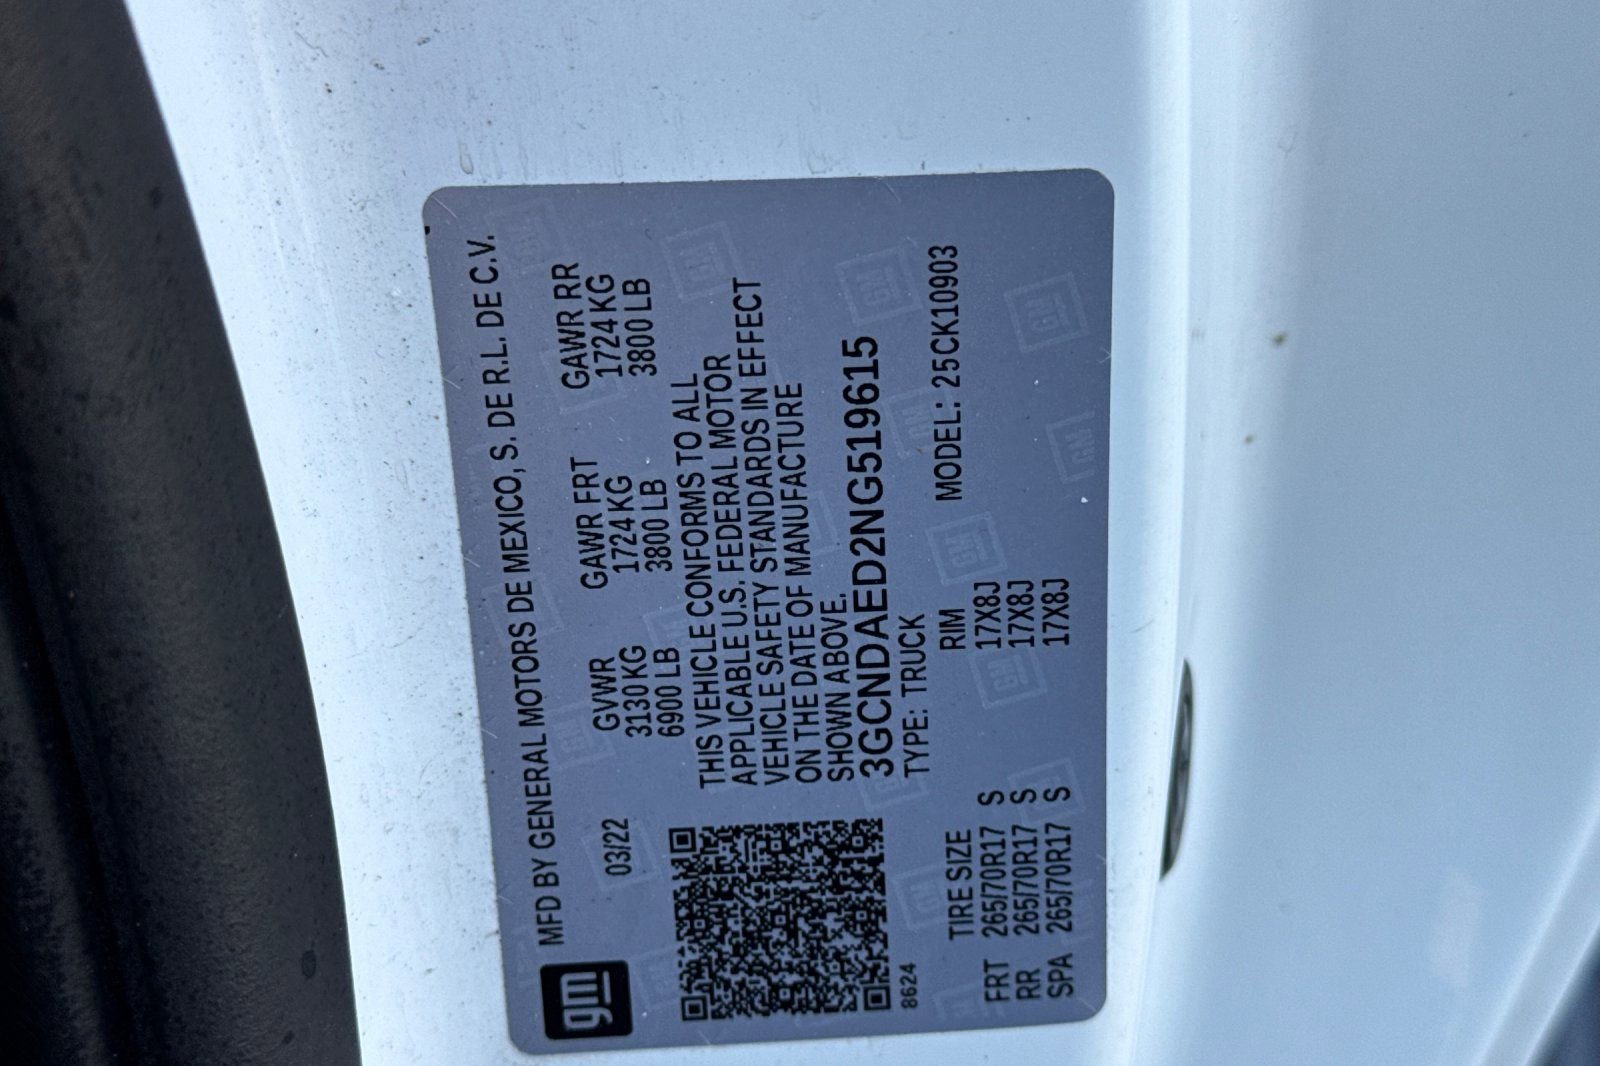 gm MFD BY GENERAL MOTORS DE MEXICO, S. DE R.L. DE C.V.
03/22 GVWR GAWR FRT GAWR RR
3130 KG 1724 KG 1724 KG
6900 LB 3800 LB 3800 LB
THIS VEHICLE CONFORMS TO ALL
APPLICABLE U.S. FEDERAL MOTOR
VEHICLE SAFETY STANDARDS IN EFFECT
ON THE DATE OF MANUFACTURE
SHOWN ABOVE.
3GCNDAED2NG519615
8624 TYPE: TRUCK MODEL: 25CK10903
TIRE SIZE RIM
FRT 265/70R17 S 17X8J
RR 265/70R17 S 17X8J
SPA 265/70R17 S 17X8J